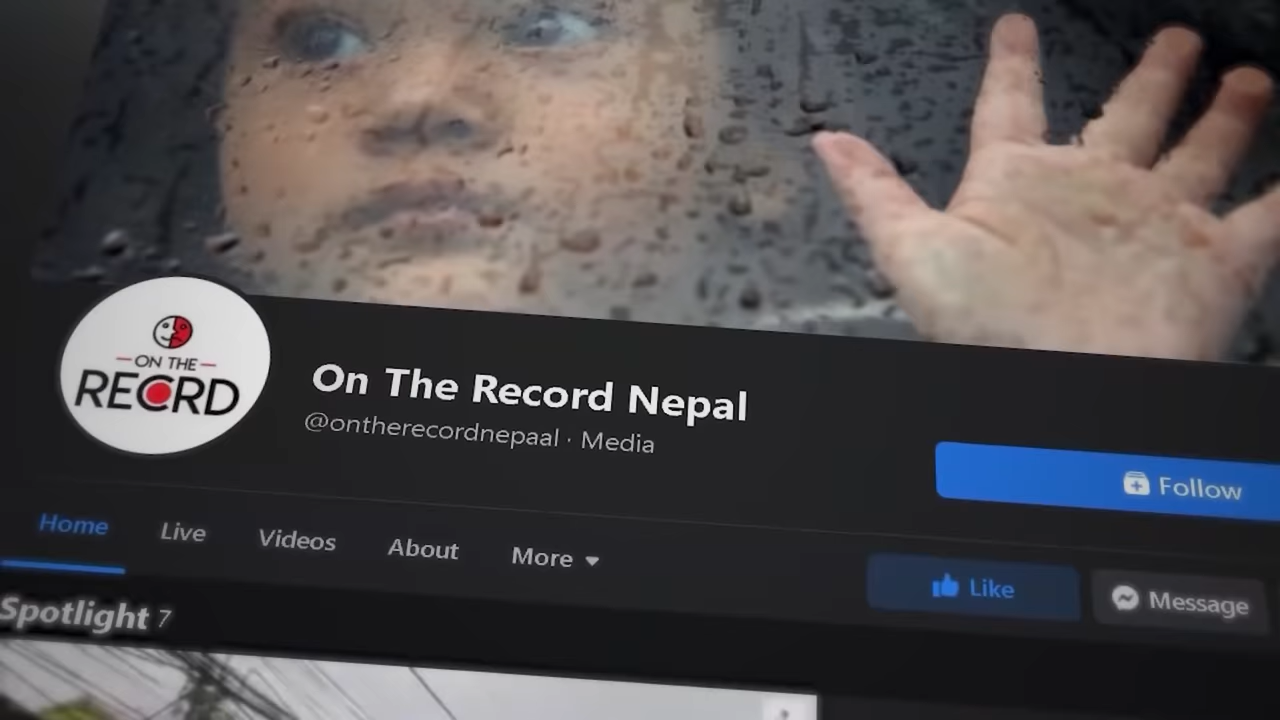 ON THE
RECORD
On The Record Nepal
@ontherecordnepaal · Media
Follow
Home Live Videos About More
Like Message
Spotlight 7